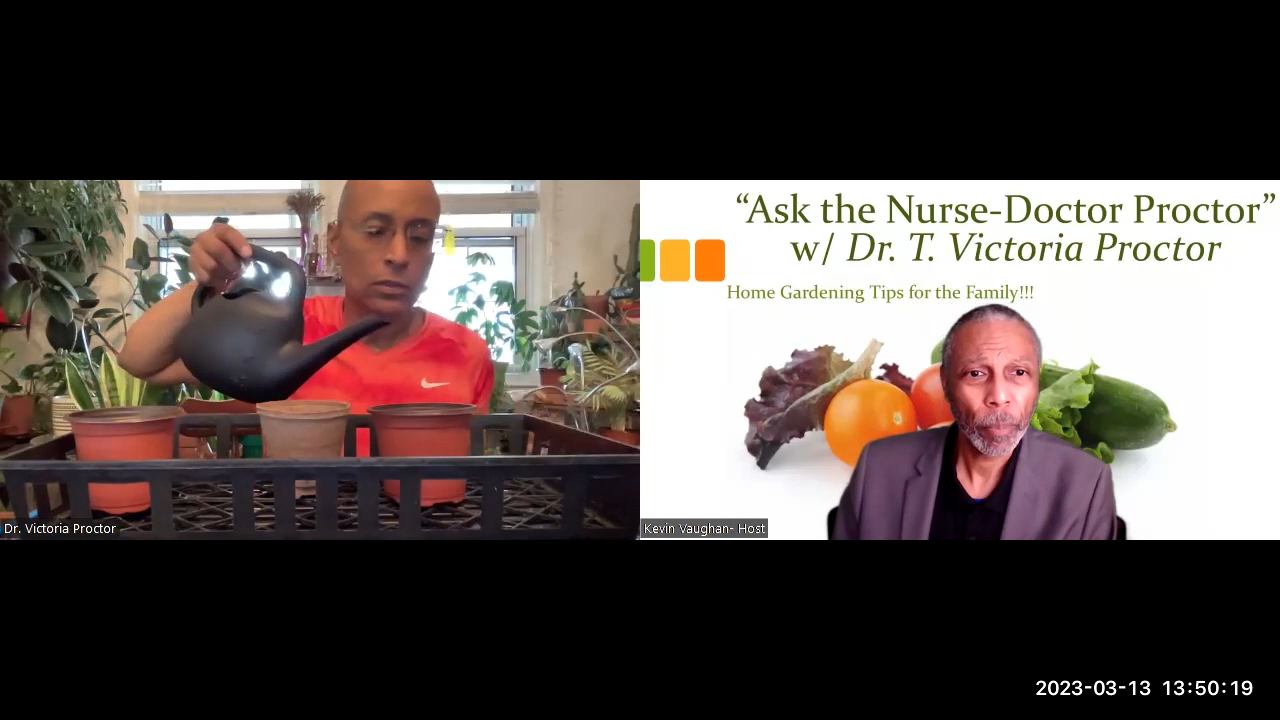 “Ask the Nurse-Doctor Proctor”
w/ Dr. T. Victoria Proctor
Home Gardening Tips for the Family!!!
Dr. Victoria Proctor
Kevin Vaughan- Host
2023-03-13 13:50:19